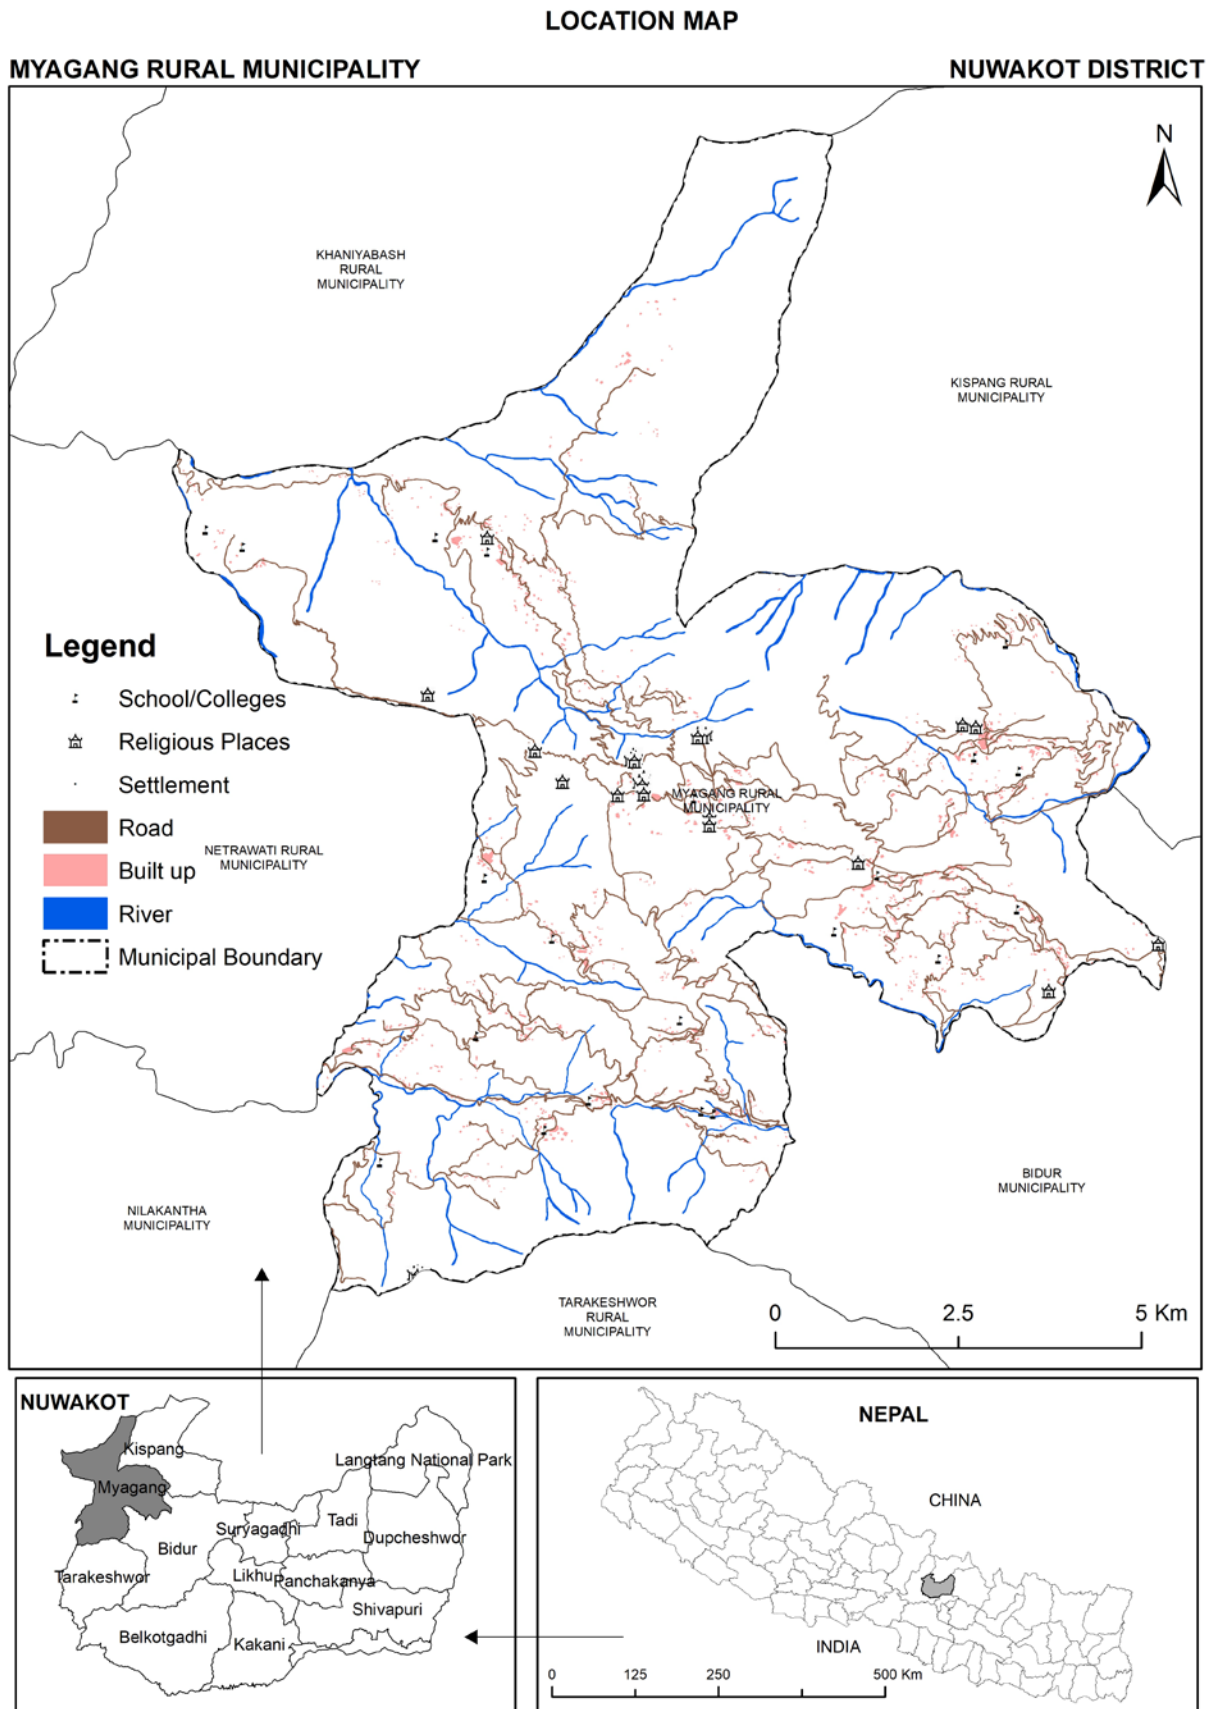 LOCATION MAP
MYAGANG RURAL MUNICIPALITY
NUWAKOT DISTRICT
N
KHANIYABASH
RURAL
MUNICIPALITY
KISPANG RURAL
MUNICIPALITY
Legend
School/Colleges
Religious Places
Settlement
Road
Built up
River
Municipal Boundary
MYAGANG RURAL
MUNICIPALITY
NETRAWATI RURAL
MUNICIPALITY
BIDUR
MUNICIPALITY
NILAKANTHA
MUNICIPALITY
TARAKESHWOR
RURAL
MUNICIPALITY
0 2.5 5 Km
NUWAKOT
Kispang
Langtang National Park
Myagang
Tadi
Suryagadhi
Dupcheshwor
Bidur
Likhu
Panchakanya
Tarakeshwor
Shivapuri
Belkotgadhi
Kakani
NEPAL
CHINA
INDIA
0 125 250 500 Km